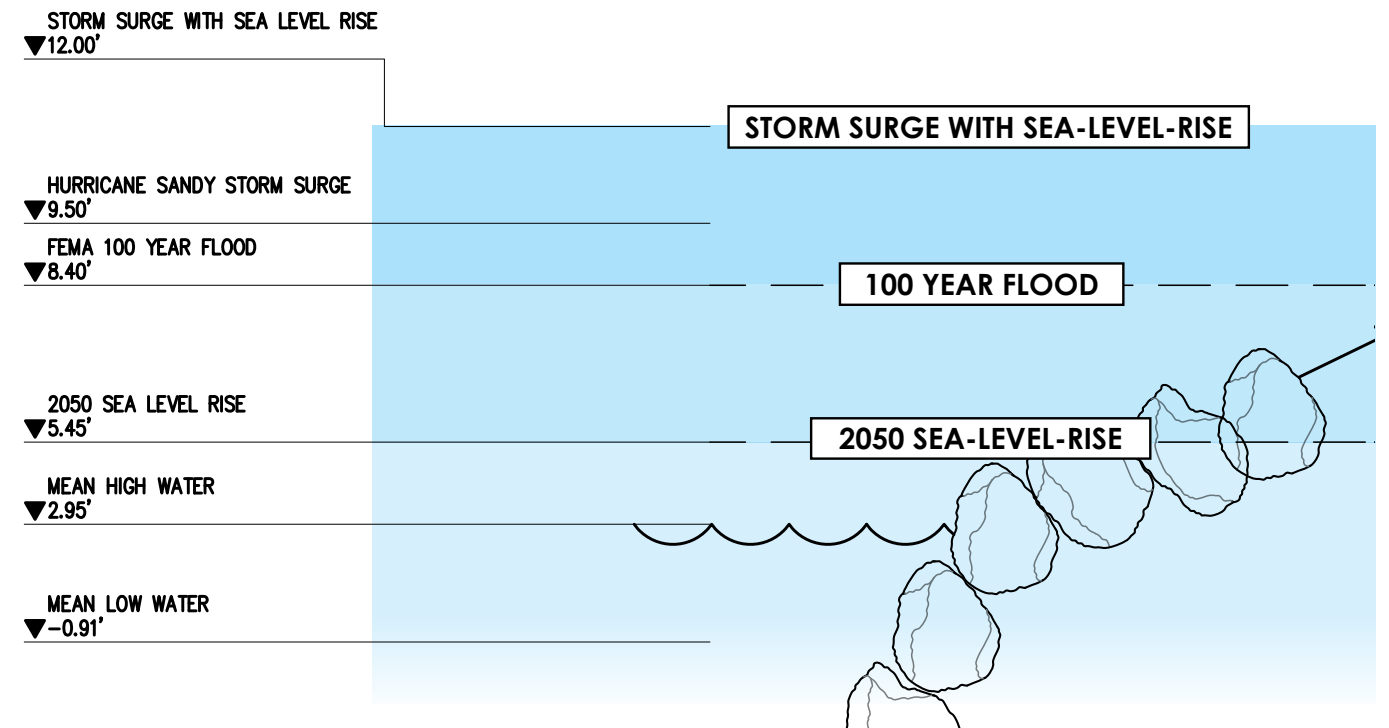 STORM SURGE WITH SEA LEVEL RISE
12.00'
STORM SURGE WITH SEA-LEVEL-RISE
HURRICANE SANDY STORM SURGE
9.50'
FEMA 100 YEAR FLOOD
8.40'
100 YEAR FLOOD
2050 SEA LEVEL RISE
5.45'
2050 SEA-LEVEL-RISE
MEAN HIGH WATER
2.95'
MEAN LOW WATER
-0.91'